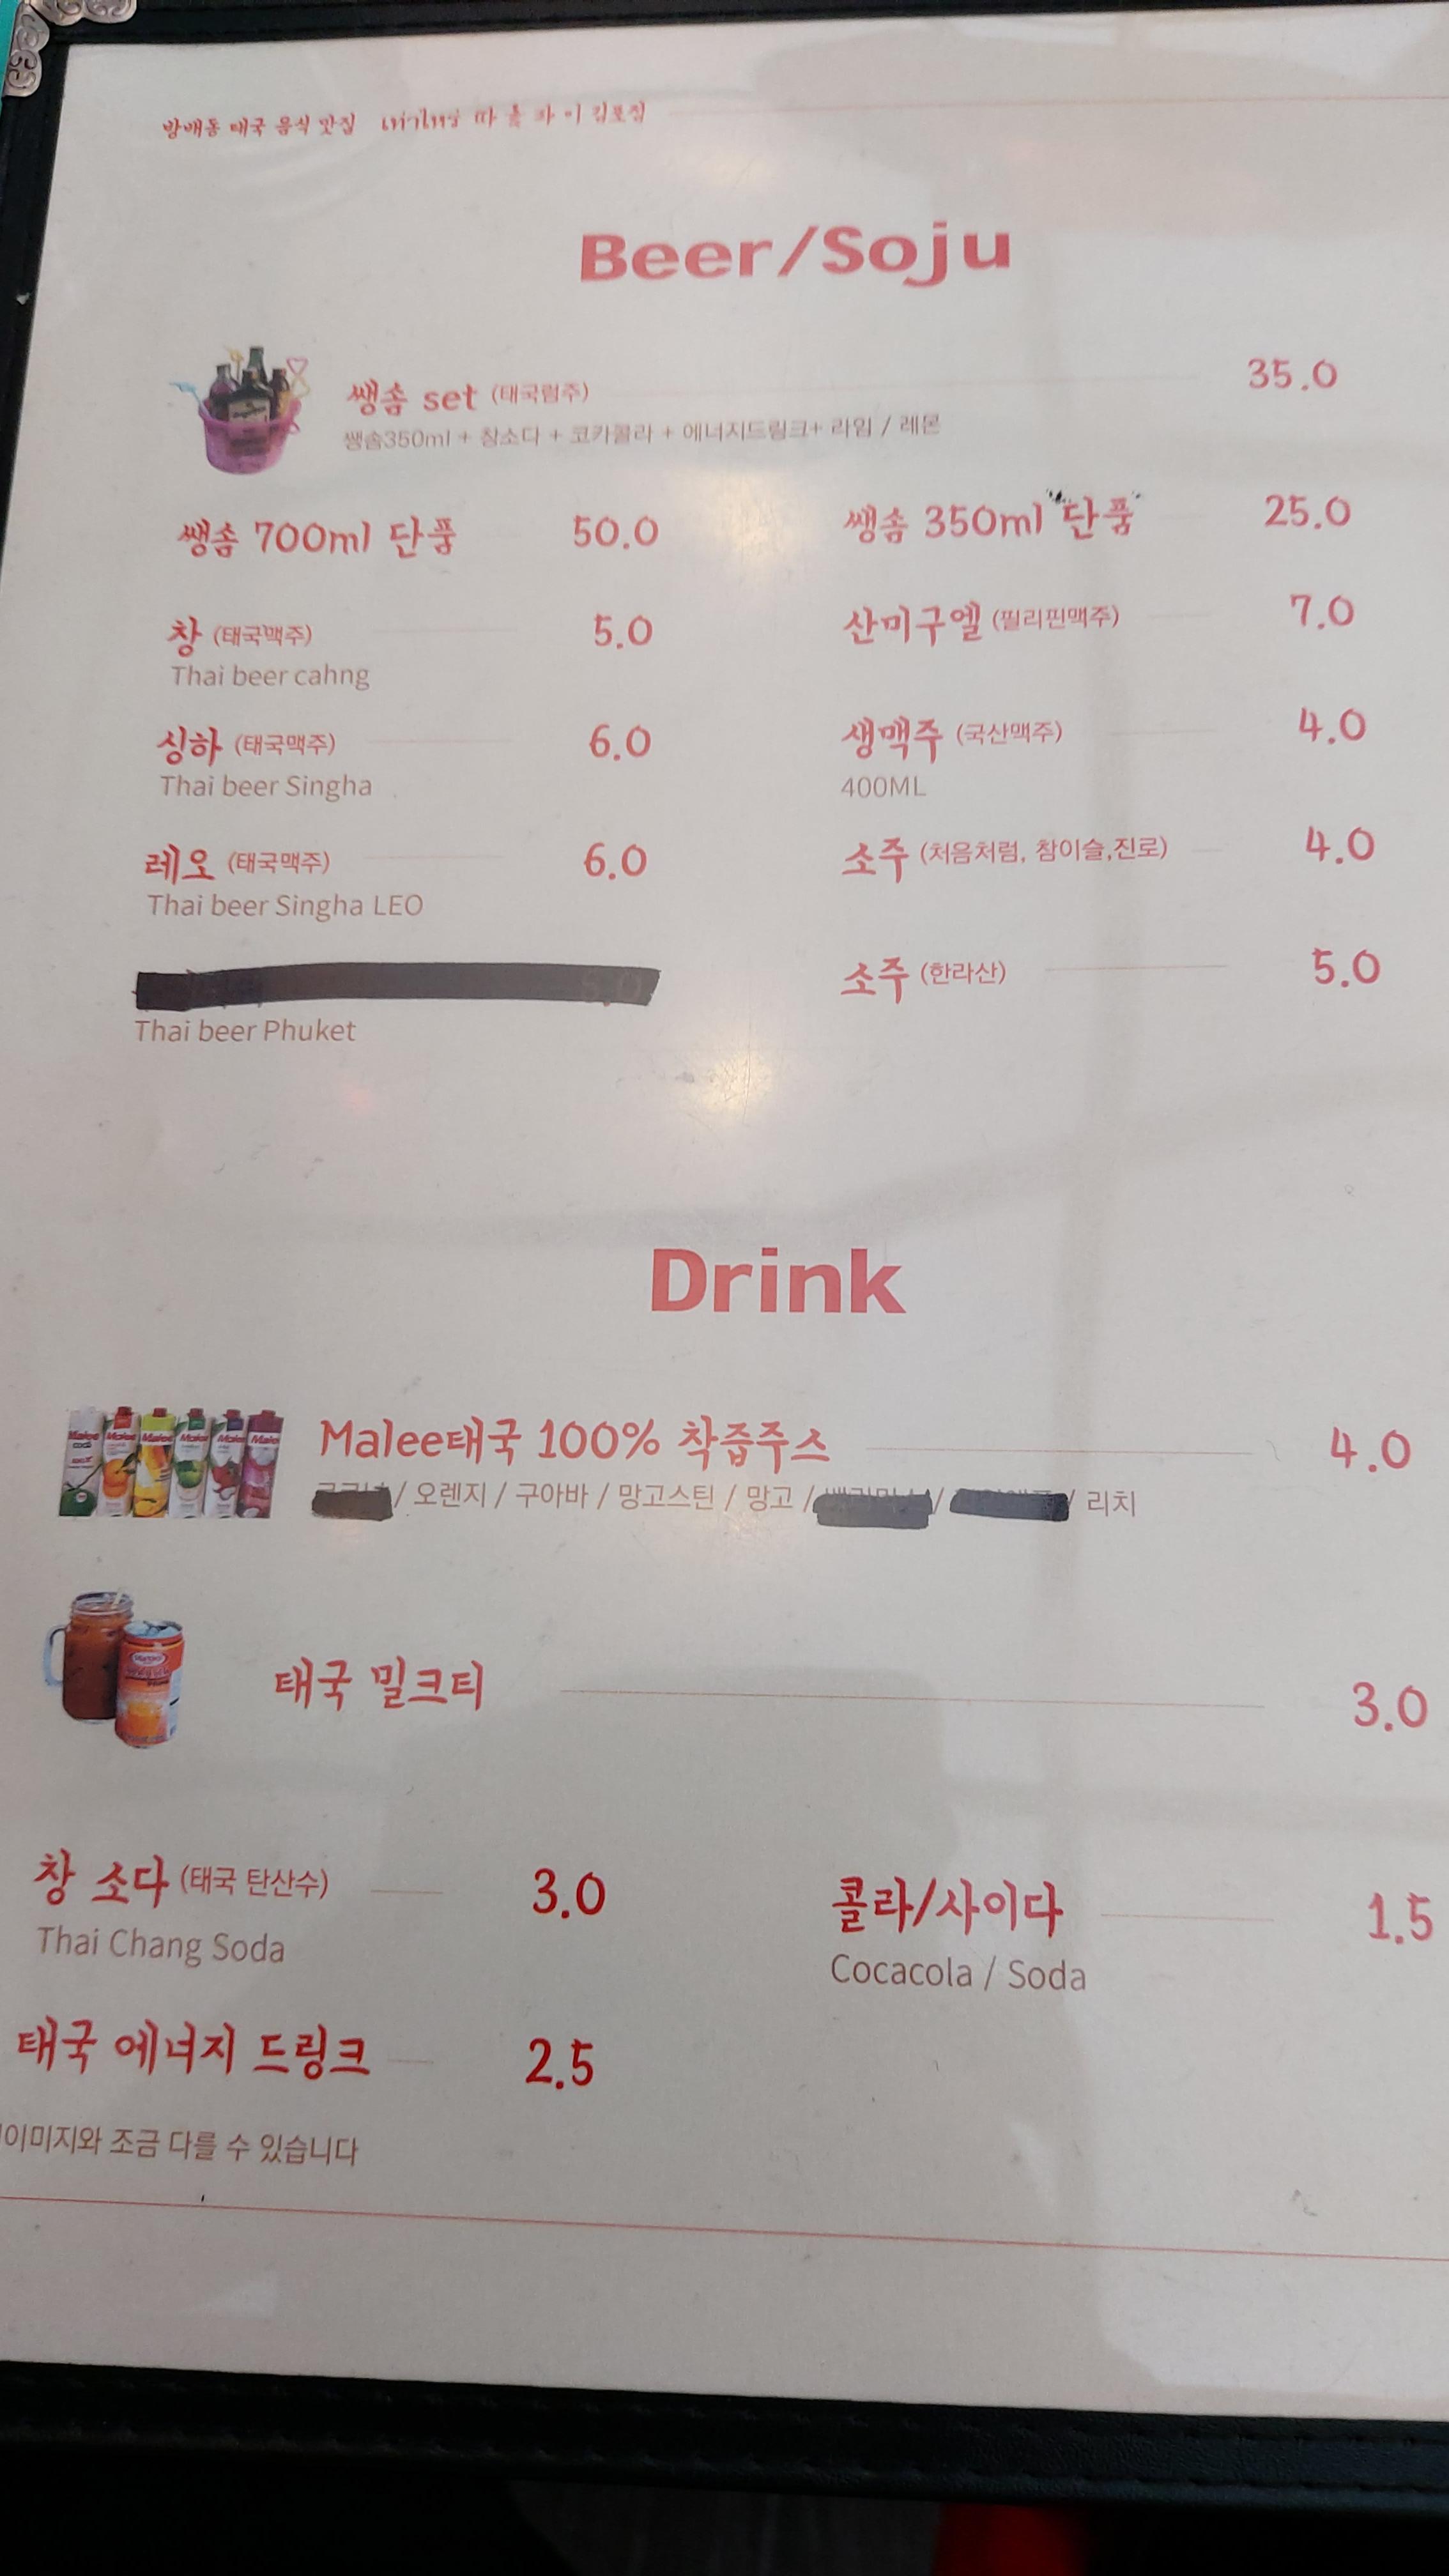 방배동 태국 음식 맛집 เท่าไหร่ 따 이 김포점
Beer/Soju
쌩솜 set (태국럼주) 35.0
쌩솜350ml + 창소다 + 코카콜라 + 에너지드링크+ 라임 / 레몬
쌩솜 700ml 단품 50.0
쌩솜 350ml 단품 25.0
창 (태국맥주) 5.0
Thai beer cahng
산미구엘 (필리핀맥주) 7.0
싱하 (태국맥주) 6.0
Thai beer Singha
생맥주 (국산맥주) 4.0
400ML
레오 (태국맥주) 6.0
Thai beer Singha LEO
소주 (처음처럼, 참이슬,진로) 4.0
Thai beer Phuket
소주 (한라산) 5.0
Drink
Malee태국 100% 착즙주스 4.0
/ 오렌지 / 구아바 / 망고스틴 / 망고 / / / 리치
태국 밀크티 3.0
창 소다 (태국 탄산수) 3.0
Thai Chang Soda
콜라/사이다 1.5
Cocacola / Soda
태국 에너지 드링크 2.5
이미지와 조금 다를 수 있습니다